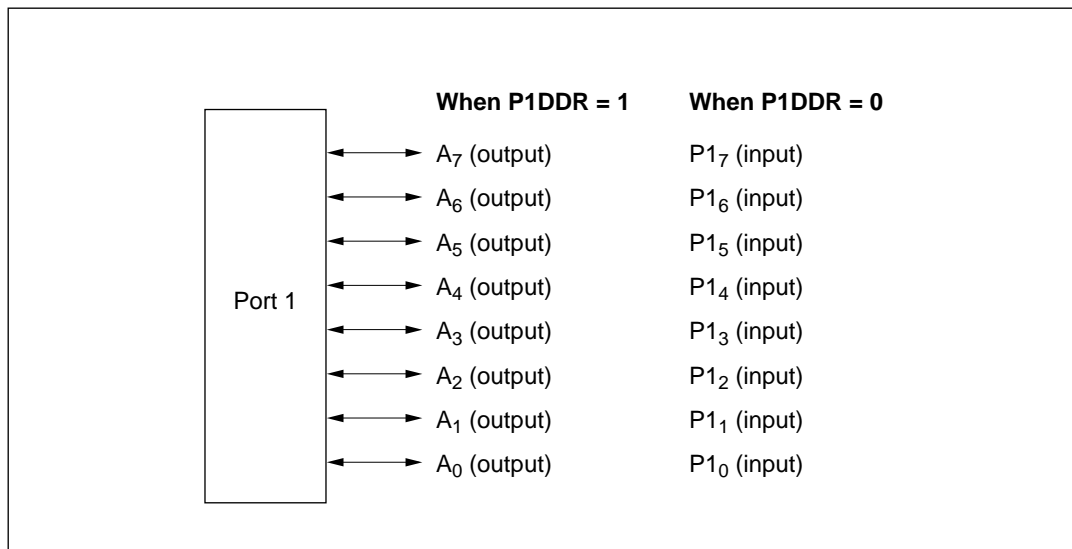 When P1DDR = 1 When P1DDR = 0
A7 (output) P17 (input)
A6 (output) P16 (input)
A5 (output) P15 (input)
A4 (output) P14 (input)
Port 1
A3 (output) P13 (input)
A2 (output) P12 (input)
A1 (output) P11 (input)
A0 (output) P10 (input)